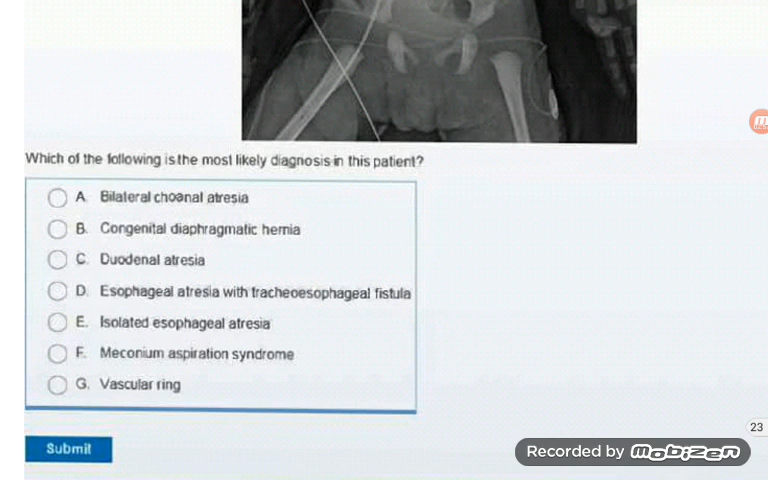 Which of the following is the most likely diagnosis in this patient?
A. Bilateral choanal atresia
B. Congenital diaphragmatic hernia
C. Duodenal atresia
D. Esophageal atresia with tracheoesophageal fistula
E. Isolated esophageal atresia
F. Meconium aspiration syndrome
G. Vascular ring
23
Submit
Recorded by mobizen